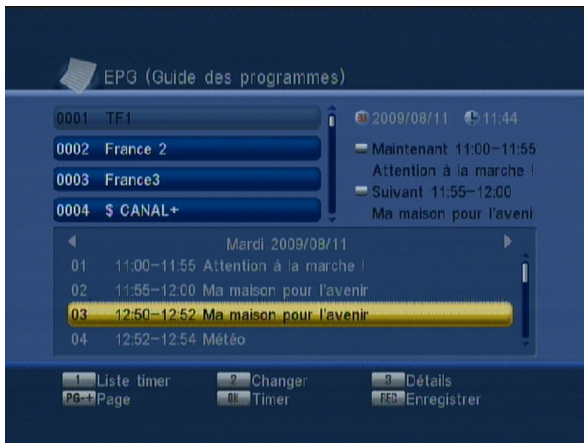 EPG (Guide des programmes)
0001 TF1
0002 France 2
0003 France3
0004 $ CANAL+
2009/08/11 11:44
Maintenant 11:00-11:55
Attention à la marche !
Suivant 11:55-12:00
Ma maison pour l'aveni
Mardi 2009/08/11
01 11:00-11:55 Attention à la marche !
02 11:55-12:00 Ma maison pour l'avenir
03 12:50-12:52 Ma maison pour l'avenir
04 12:52-12:54 Météo
1 Liste timer 2 Changer 3 Détails
PG-+ Page OK Timer REC Enregistrer